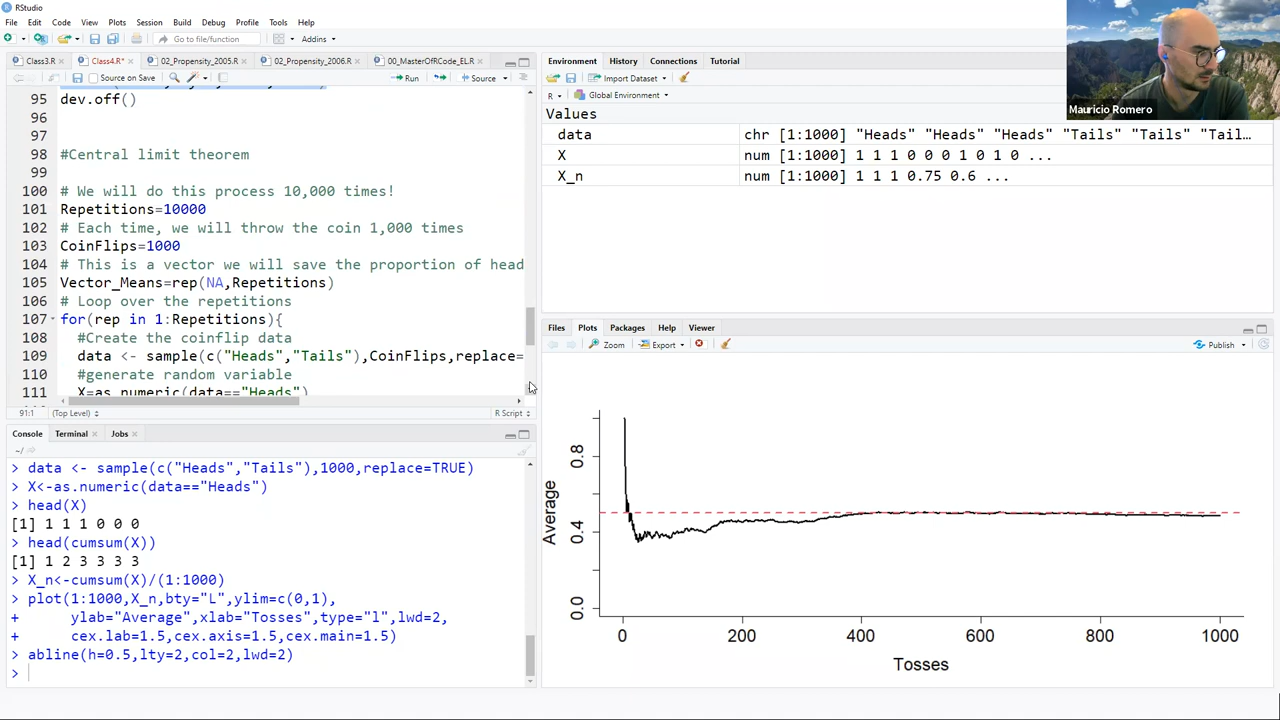 RStudio
File Edit Code View Plots Session Build Debug Profile Tools Help
Go to file/function Addins
Class3.R Class4.R* 02_Propensity_2005.R 02_Propensity_2006.R 00_MasterOfRCode_EL.R
Source on Save Run Source
95 dev.off()
96
97
98 #Central limit theorem
99
100 # We will do this process 10,000 times!
101 Repetitions=10000
102 # Each time, we will throw the coin 1,000 times
103 CoinFlips=1000
104 # This is a vector we will save the proportion of head
105 Vector_Means=rep(NA,Repetitions)
106 # Loop over the repetitions
107 for(rep in 1:Repetitions){
108 #Create the coinflip data
109 data <- sample(c("Heads","Tails"),CoinFlips,replace=
110 #generate random variable
111 X=as.numeric(data=="Heads")
91:1 (Top Level) R Script
Console Terminal Jobs
~/
> data <- sample(c("Heads","Tails"),1000,replace=TRUE)
> X<-as.numeric(data=="Heads")
> head(X)
[1] 1 1 1 0 0 0
> head(cumsum(X))
[1] 1 2 3 3 3 3
> X_n<-cumsum(X)/(1:1000)
> plot(1:1000,X_n,bty="L",ylim=c(0,1),
+ ylab="Average",xlab="Tosses",type="l",lwd=2,
+ cex.lab=1.5,cex.axis=1.5,cex.main=1.5)
> abline(h=0.5,lty=2,col=2,lwd=2)
>
Environment History Connections Tutorial
Import Dataset
R Global Environment
Values
data chr [1:1000] "Heads" "Heads" "Heads" "Tails" "Tails" "Tail…
X num [1:1000] 1 1 1 0 0 0 1 0 1 0 ...
X_n num [1:1000] 1 1 1 0.75 0.6 ...
Files Plots Packages Help Viewer
Zoom Export Publish
Average
0.8
0.4
0.0
0 200 400 600 800 1000
Tosses
Mauricio Romero